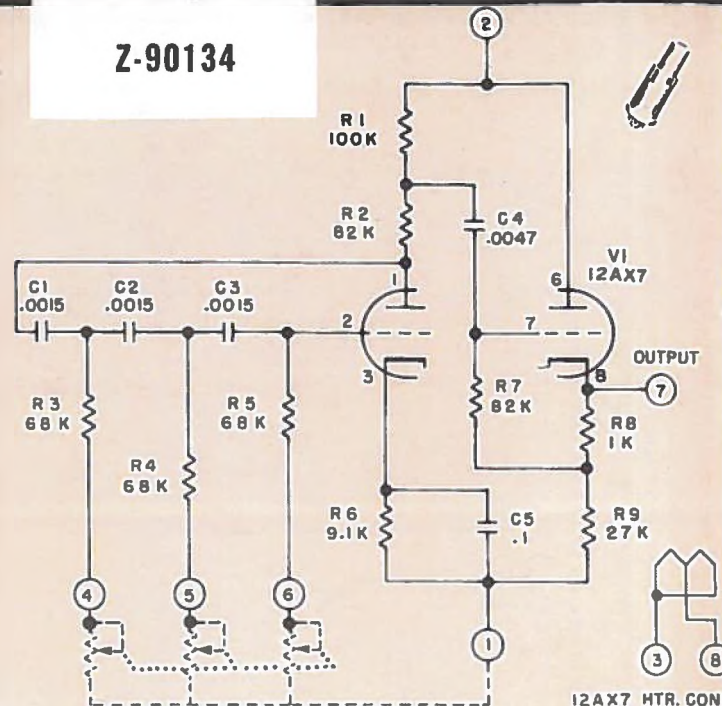 Z-90134
2
R1
100K
R2
82K
C4
.0047
V1
12AX7
C1
.0015
C2
.0015
C3
.0015
1
2
3
6
7
8
OUTPUT
7
R3
68K
R4
68K
R5
68K
R7
82K
R8
1K
R6
9.1K
C5
.1
R9
27K
4
5
6
1
3
8
12AX7 HTR. CON